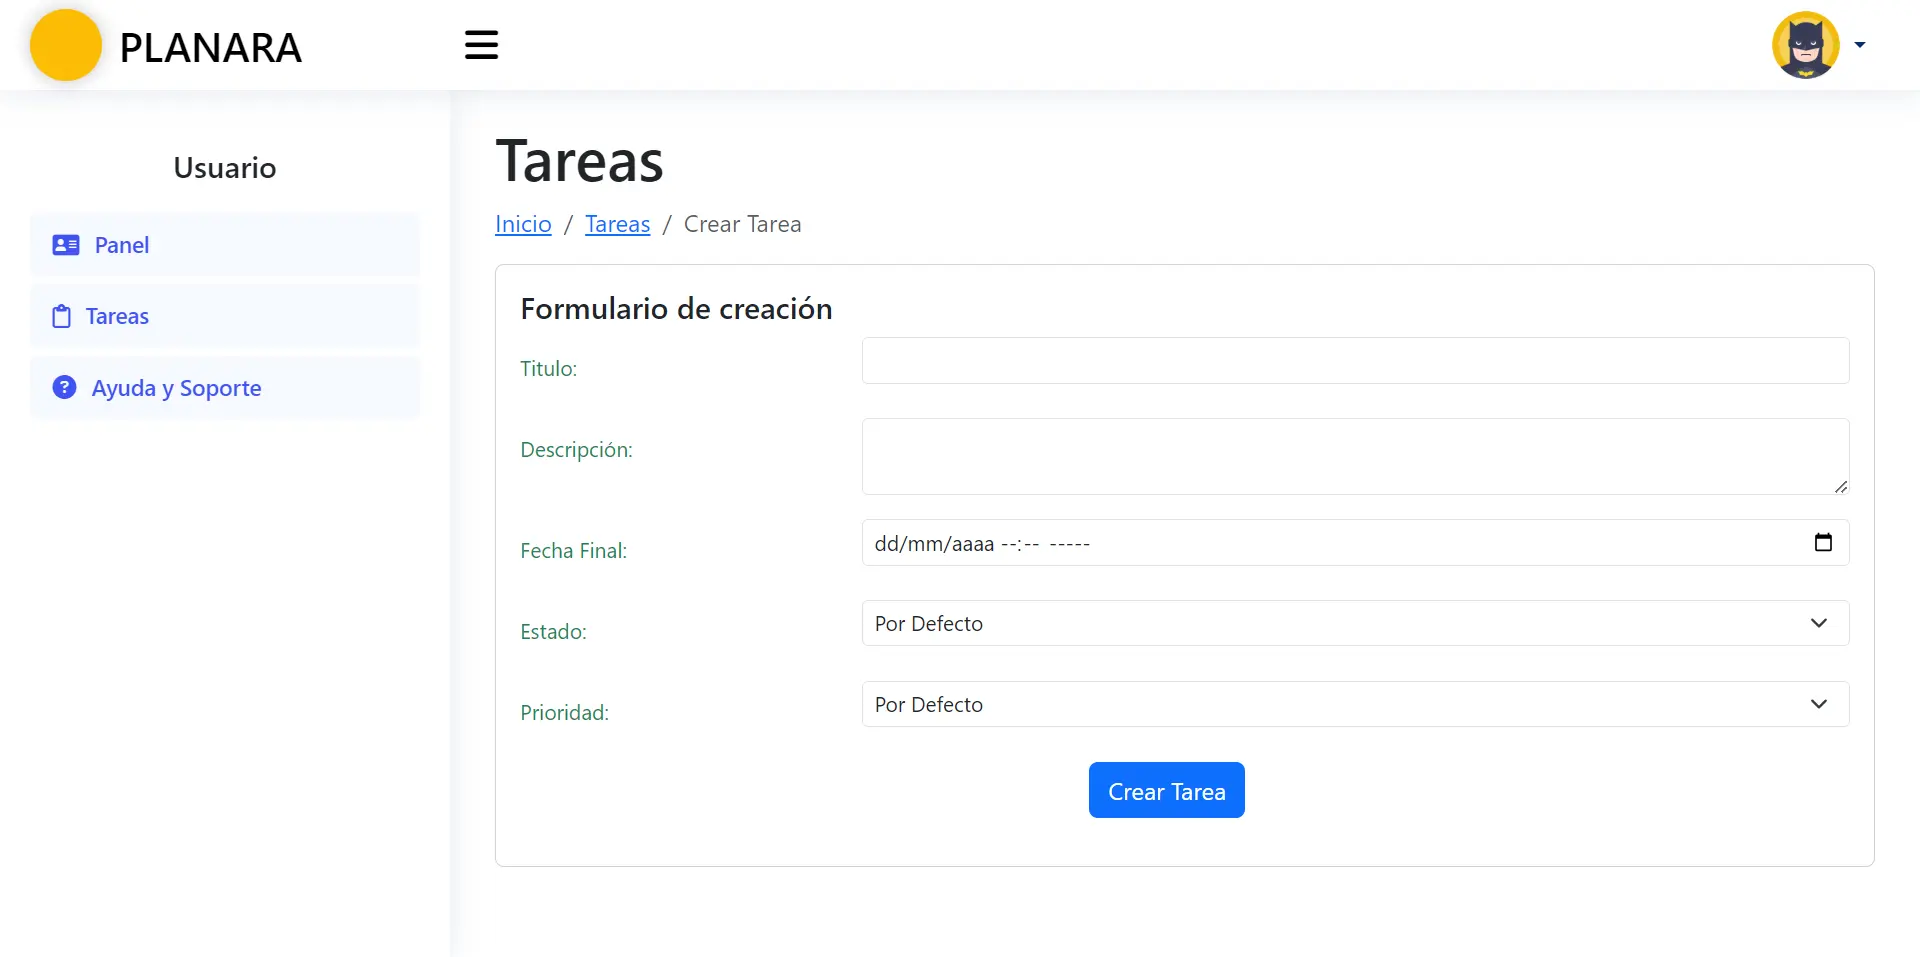 PLANARA
Usuario
Panel
Tareas
Ayuda y Soporte
Tareas
Inicio / Tareas / Crear Tarea
Formulario de creación
Titulo:
Descripción:
Fecha Final:
dd/mm/aaaa --:-- -----
Estado:
Por Defecto
Prioridad:
Por Defecto
Crear Tarea